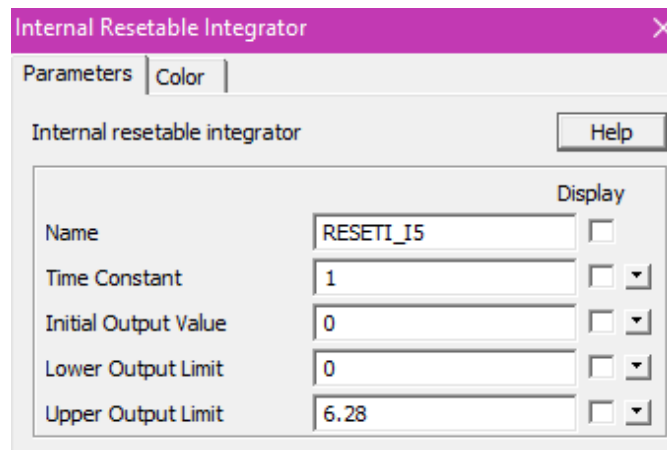 Internal Resetable Integrator
Parameters Color
Internal resetable integrator Help
Display
Name RESETI_I5
Time Constant 1
Initial Output Value 0
Lower Output Limit 0
Upper Output Limit 6.28